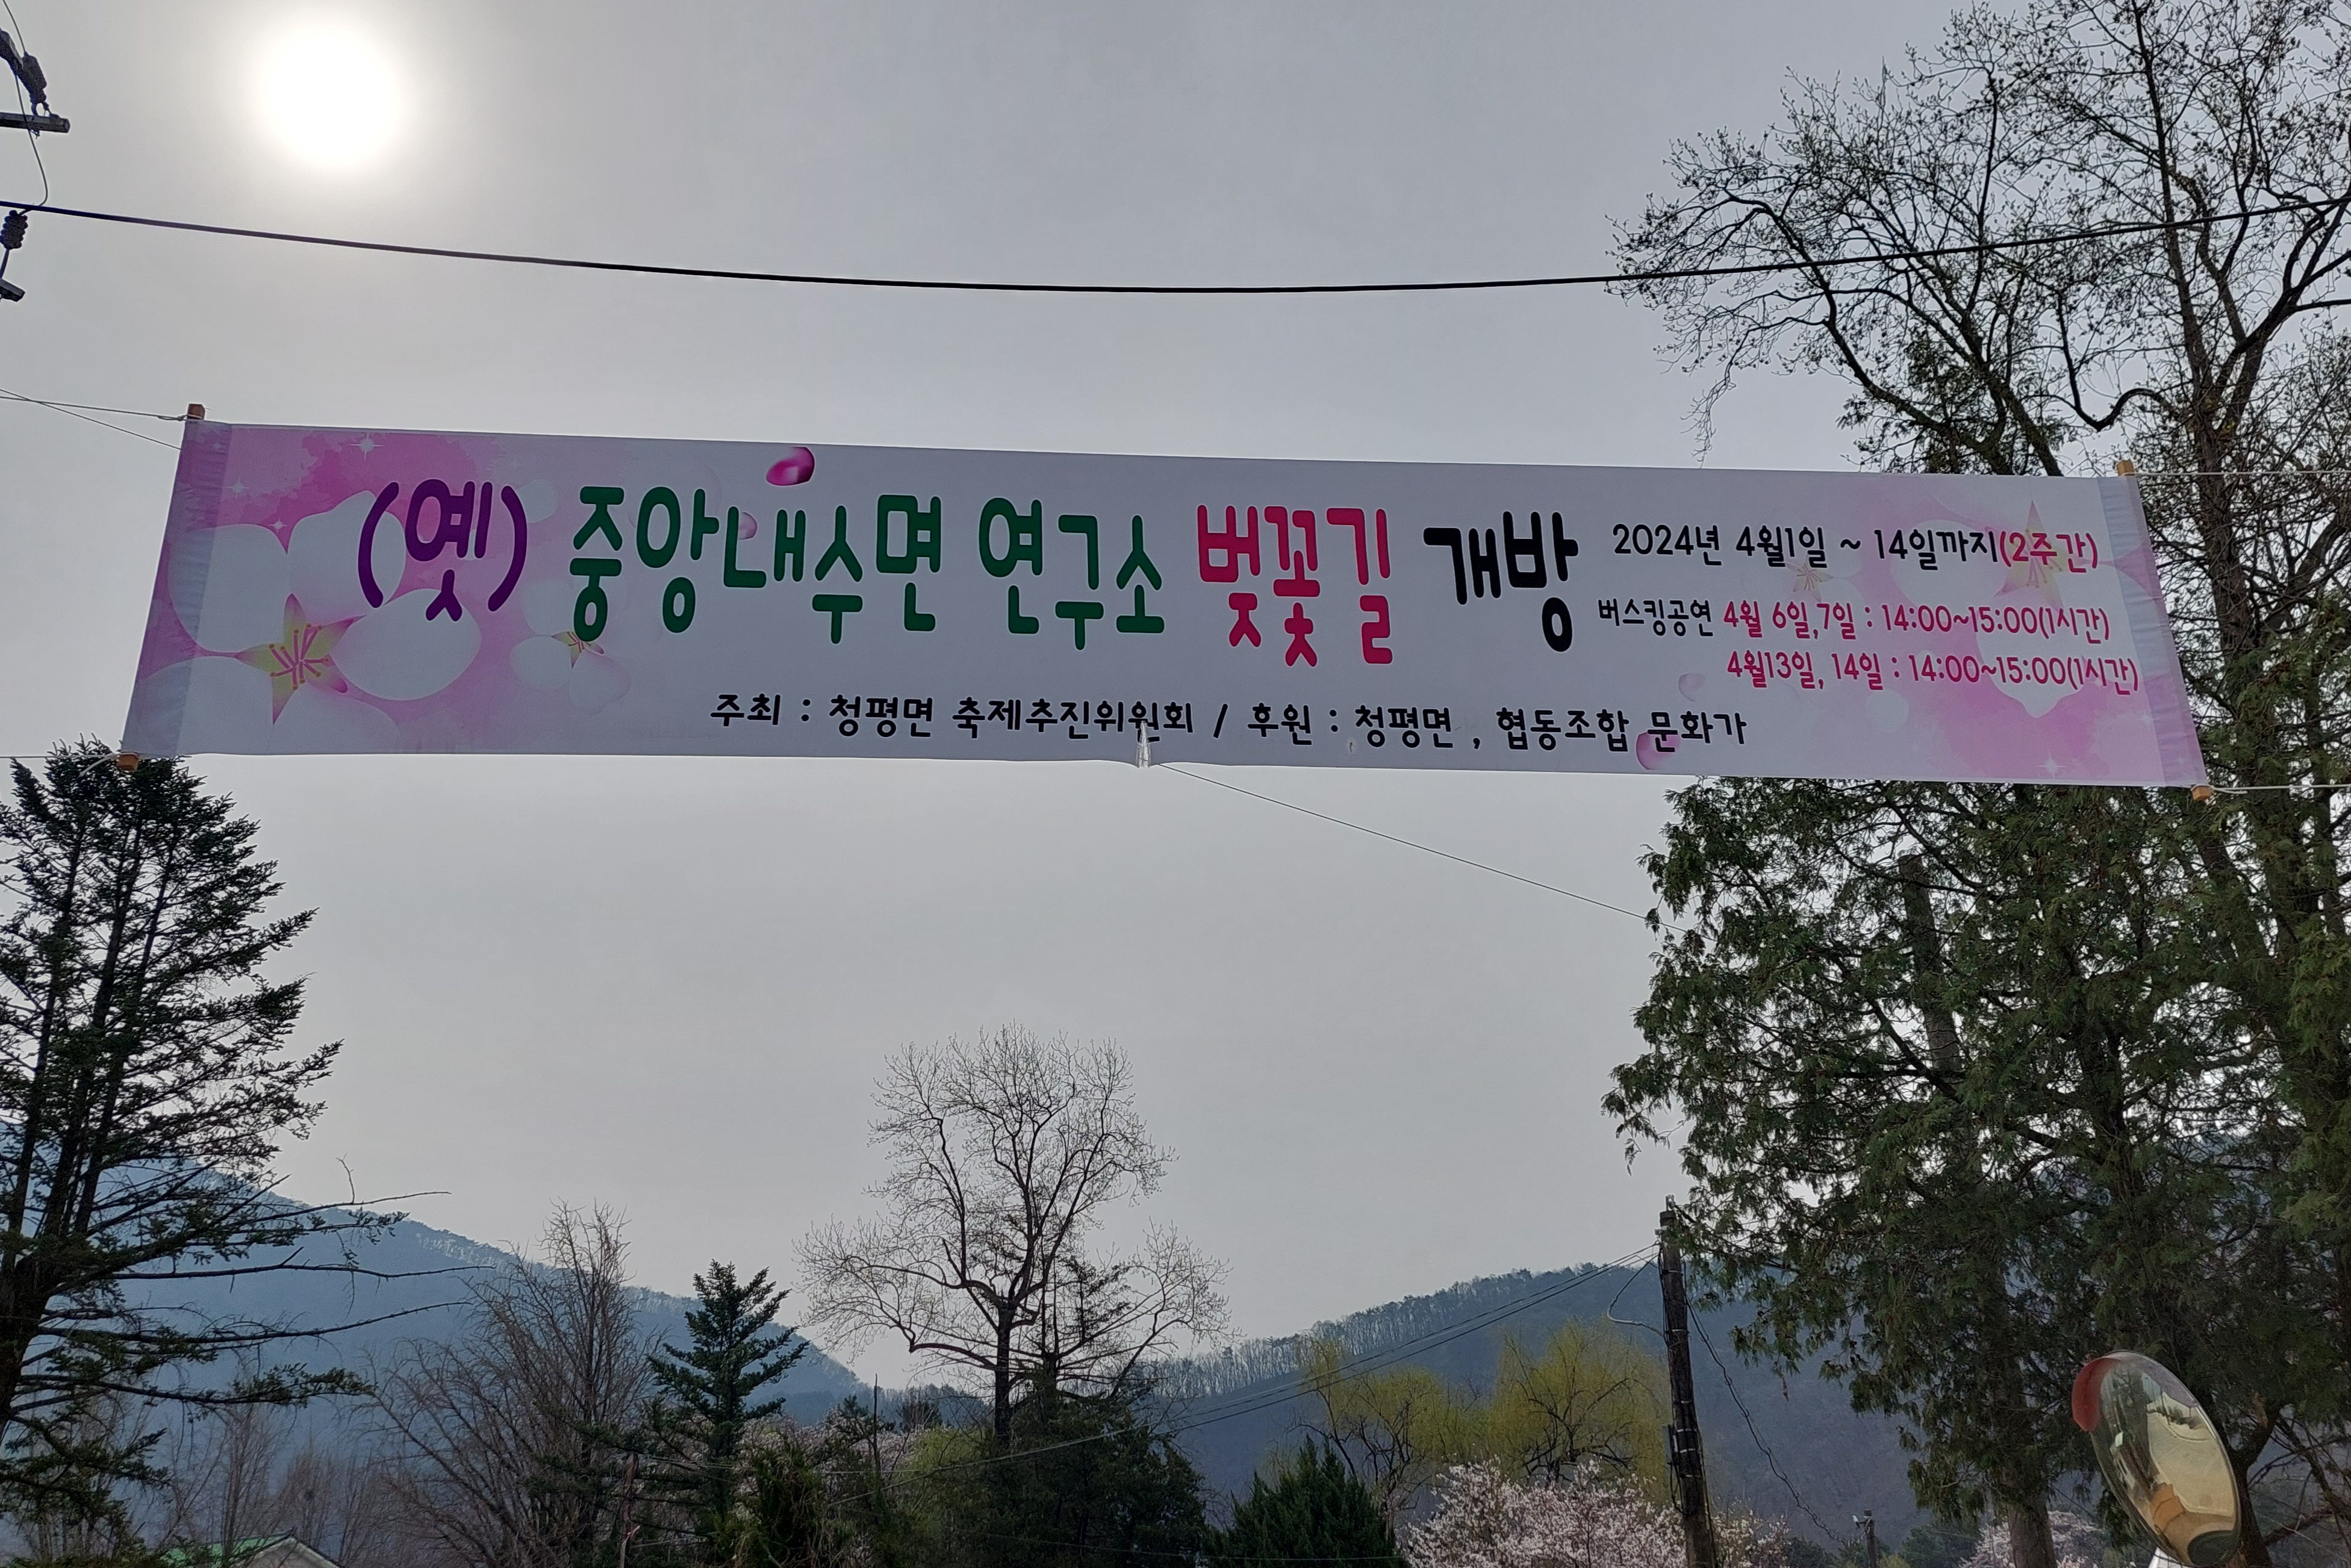 (옛) 중앙내수면 연구소 벚꽃길 개방
2024년 4월1일 ~ 14일까지(2주간)
버스킹공연 4월 6일,7일 : 14:00~15:00(1시간)
4월13일, 14일 : 14:00~15:00(1시간)
주최 : 청평면 축제추진위원회 / 후원 : 청평면 , 협동조합 문화가